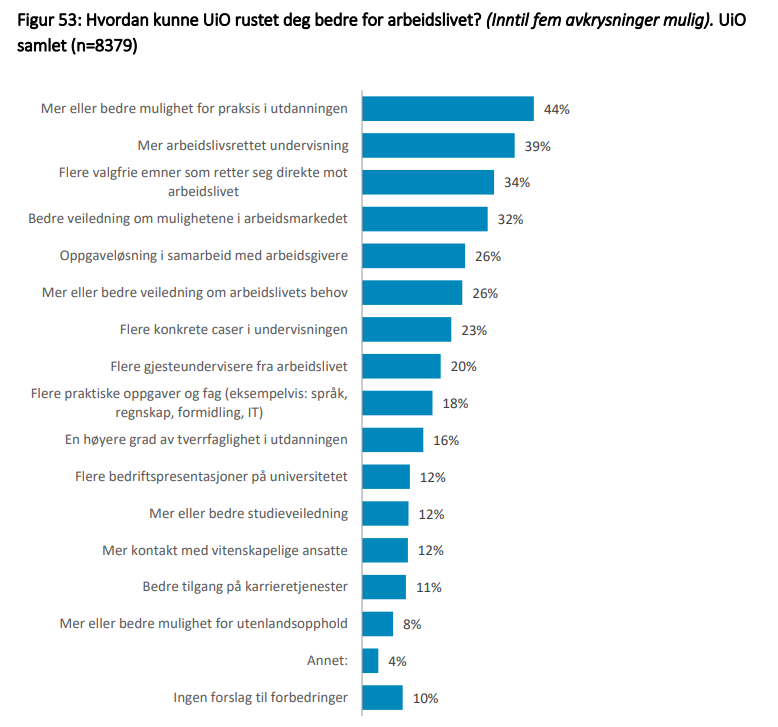 Figur 53: Hvordan kunne UiO rustet deg bedre for arbeidslivet? (Inntil fem avkrysninger mulig). UiO
samlet (n=8379)
Mer eller bedre mulighet for praksis i utdanningen 44%
Mer arbeidslivsrettet undervisning 39%
Flere valgfrie emner som retter seg direkte mot
arbeidslivet 34%
Bedre veiledning om mulighetene i arbeidsmarkedet 32%
Oppgaveløsning i samarbeid med arbeidsgivere 26%
Mer eller bedre veiledning om arbeidslivets behov 26%
Flere konkrete caser i undervisningen 23%
Flere gjesteundervisere fra arbeidslivet 20%
Flere praktiske oppgaver og fag (eksempelvis: språk,
regnskap, formidling, IT) 18%
En høyere grad av tverrfaglighet i utdanningen 16%
Flere bedriftspresentasjoner på universitetet 12%
Mer eller bedre studieveiledning 12%
Mer kontakt med vitenskapelige ansatte 12%
Bedre tilgang på karrieretjenester 11%
Mer eller bedre mulighet for utenlandsopphold 8%
Annet: 4%
Ingen forslag til forbedringer 10%